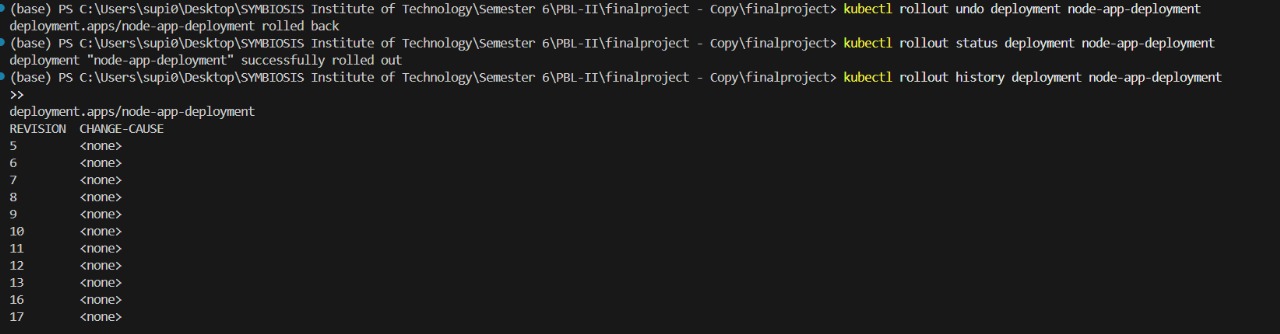 (base) PS C:\Users\supi0\Desktop\SYMBIOSIS Institute of Technology\Semester 6\PBL-II\finalproject - Copy\finalproject> kubectl rollout undo deployment node-app-deployment
deployment.apps/node-app-deployment rolled back
(base) PS C:\Users\supi0\Desktop\SYMBIOSIS Institute of Technology\Semester 6\PBL-II\finalproject - Copy\finalproject> kubectl rollout status deployment node-app-deployment
deployment "node-app-deployment" successfully rolled out
(base) PS C:\Users\supi0\Desktop\SYMBIOSIS Institute of Technology\Semester 6\PBL-II\finalproject - Copy\finalproject> kubectl rollout history deployment node-app-deployment
>>
deployment.apps/node-app-deployment
REVISION  CHANGE-CAUSE
5         <none>
6         <none>
7         <none>
8         <none>
9         <none>
10        <none>
11        <none>
12        <none>
13        <none>
16        <none>
17        <none>